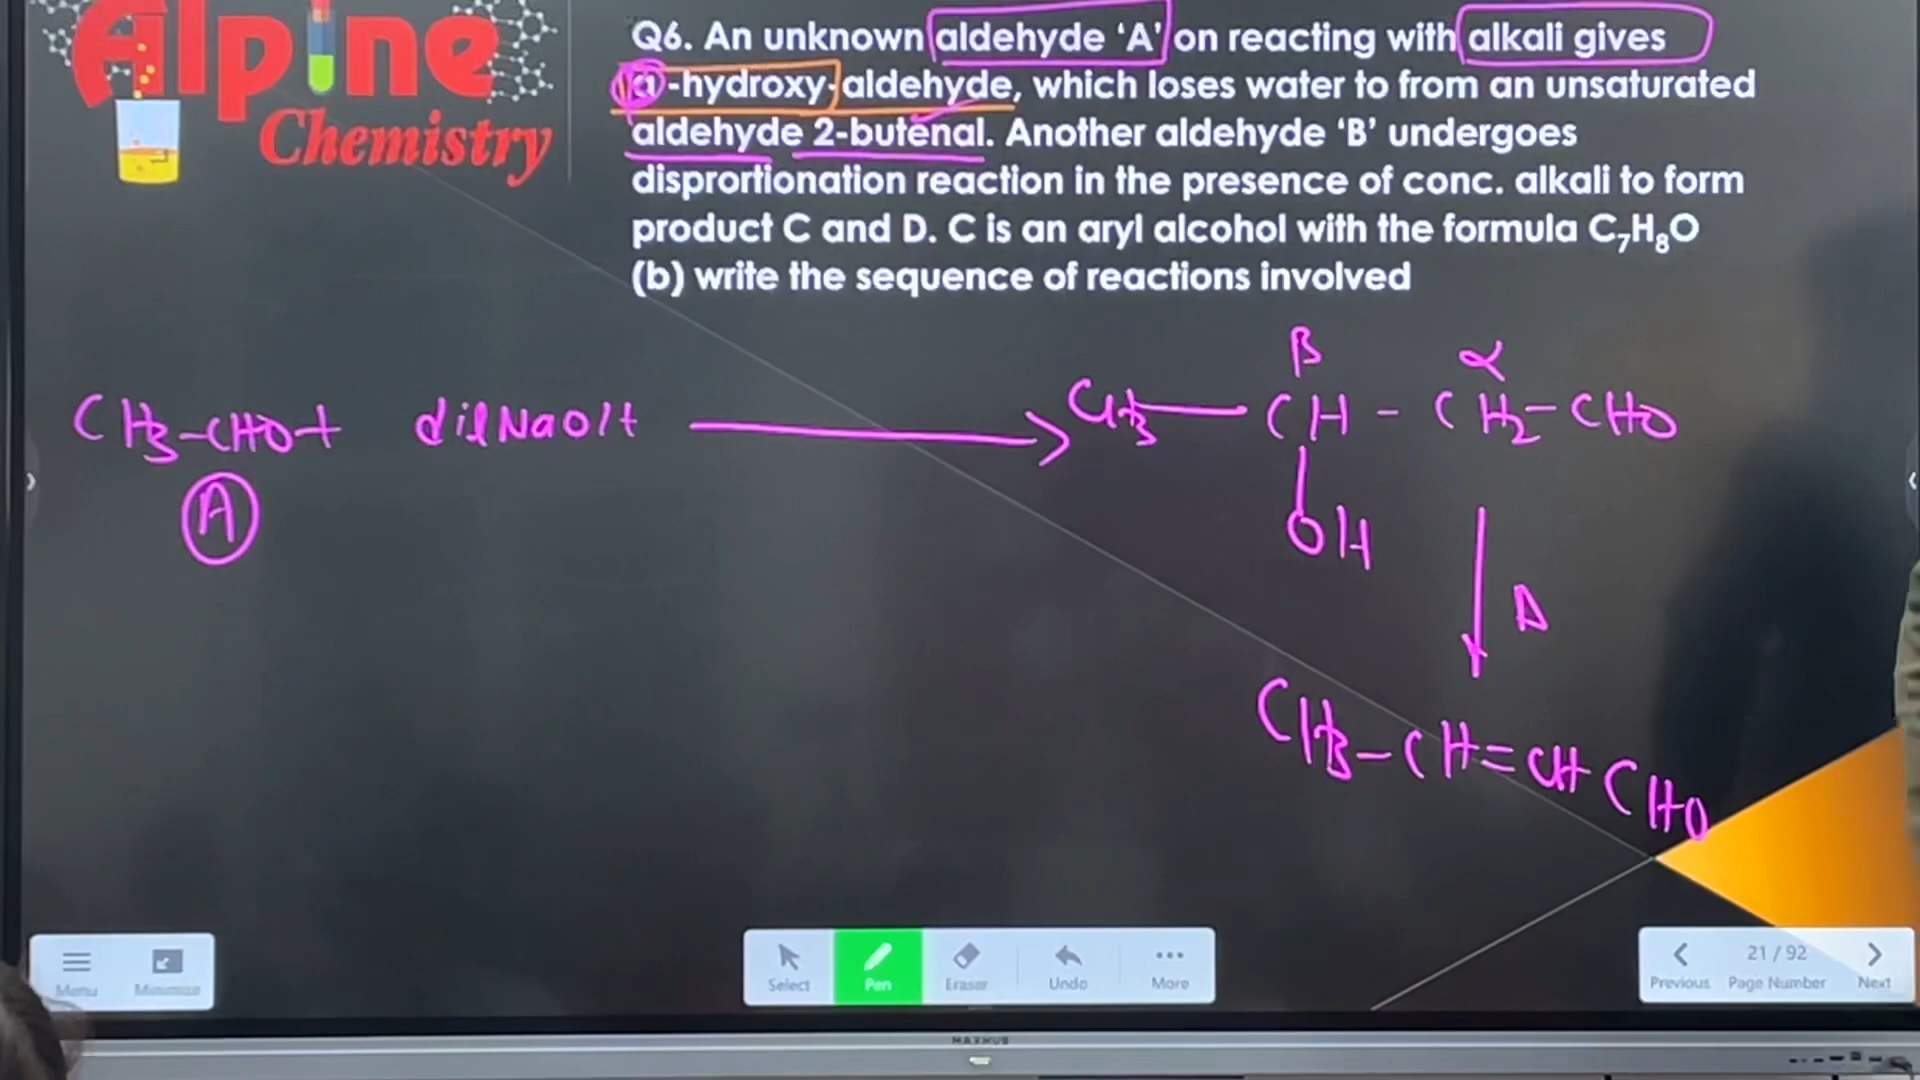 Alpine
Chemistry
Q6. An unknown aldehyde ‘A’ on reacting with alkali gives
a-hydroxy-aldehyde, which loses water to from an unsaturated
aldehyde 2-butenal. Another aldehyde ‘B’ undergoes
disprortionation reaction in the presence of conc. alkali to form
product C and D. C is an aryl alcohol with the formula C₇H₈O
(b) write the sequence of reactions involved
β α
CH₃-CHO+ dil NaOH CH₃-CH-CH₂-CHO
A
OH
Δ
CH₃-CH=CHCHO
Menu
Minimize
Select
Pen
Eraser
Undo
More
Previous
21 / 92
Page Number
Next
MAXHUB